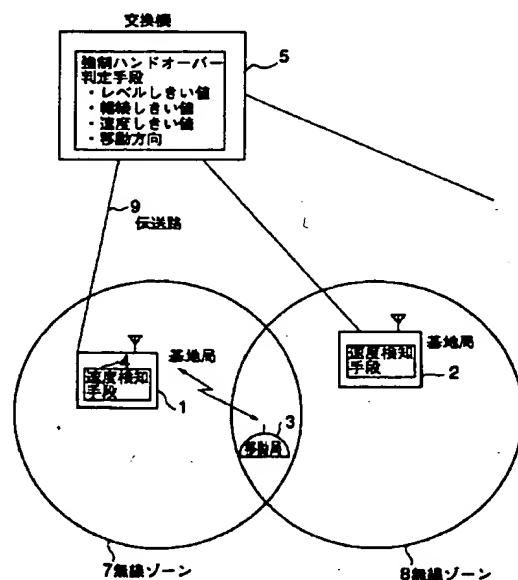 交換機
強制ハンドオーバー
判定手段
・レベルしきい値
・輻輳しきい値
・速度しきい値
・移動方向
5
9
伝送路
基地局
4
速度検知
手段
1
3
移動局
基地局
速度検知
手段
2
7無線ゾーン
8無線ゾーン